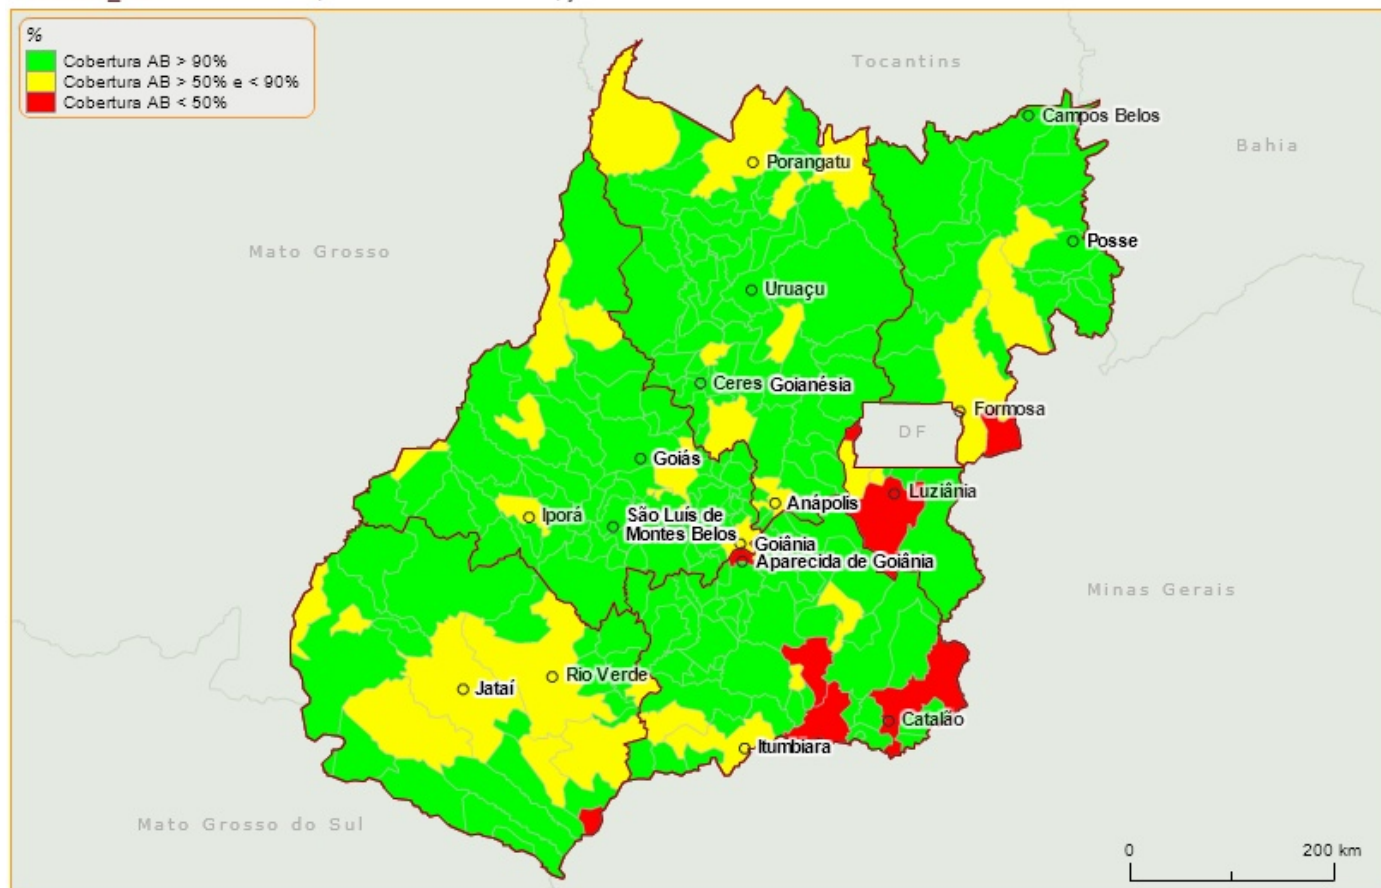 %
Cobertura AB > 90%
Cobertura AB > 50% e < 90%
Cobertura AB < 50%
Tocantins
Campos Belos
Bahia
Porangatu
Mato Grosso
Posse
Uruaçu
Ceres
Goianésia
Formosa
DF
Goiás
Luziânia
Anápolis
Iporá
São Luís de
Montes Belos
Goiânia
Aparecida de Goiânia
Minas Gerais
Rio Verde
Jataí
Catalão
Itumbiara
Mato Grosso do Sul
0
200 km